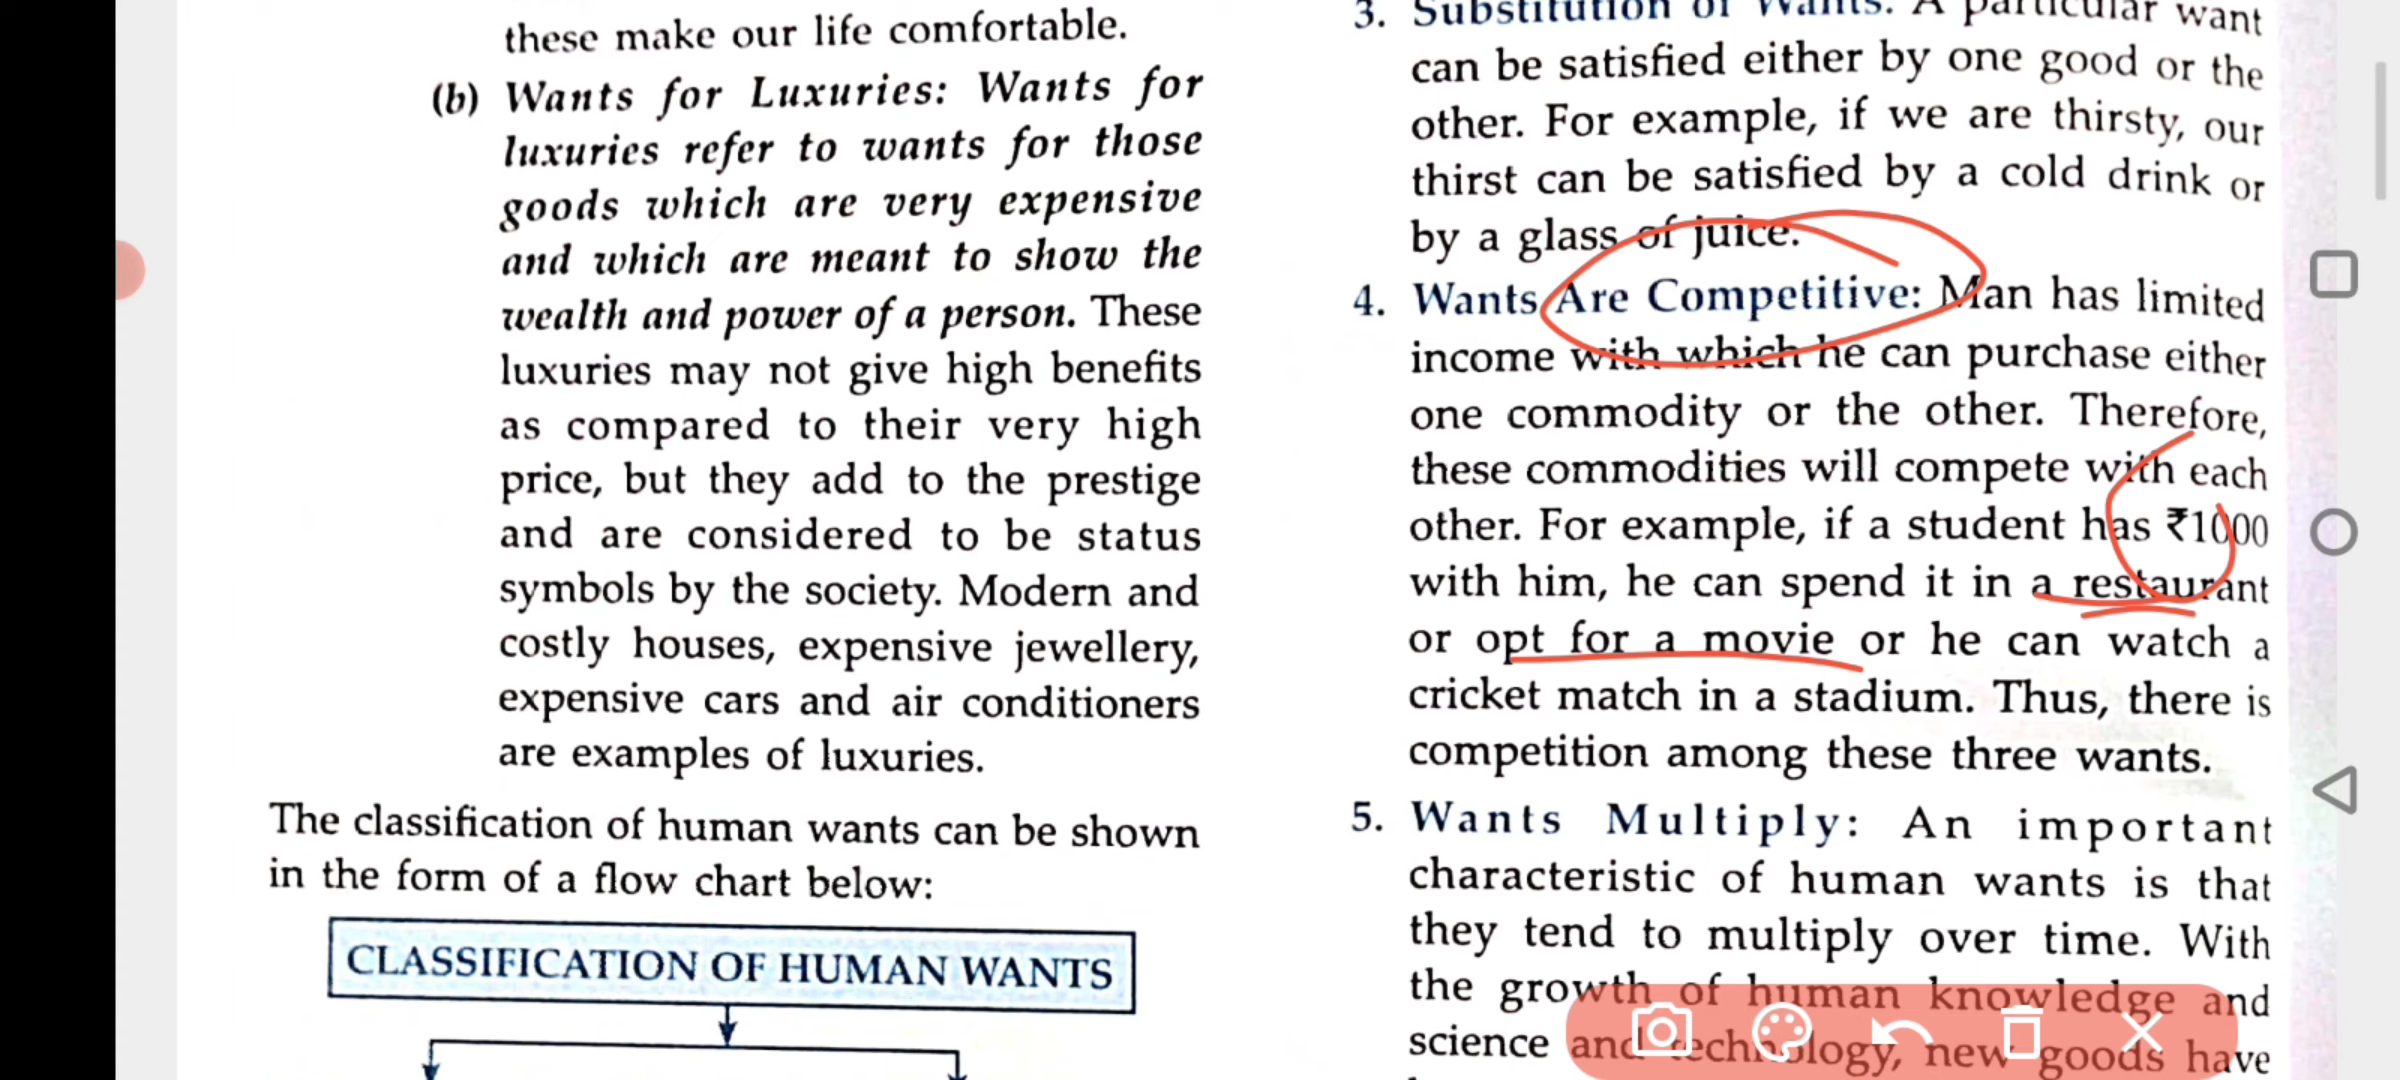 these make our life comfortable.
(b) Wants for Luxuries: Wants for
luxuries refer to wants for those
goods which are very expensive
and which are meant to show the
wealth and power of a person. These
luxuries may not give high benefits
as compared to their very high
price, but they add to the prestige
and are considered to be status
symbols by the society. Modern and
costly houses, expensive jewellery,
expensive cars and air conditioners
are examples of luxuries.
The classification of human wants can be shown
in the form of a flow chart below:
CLASSIFICATION OF HUMAN WANTS
3. Substitution of Wants: A particular want
can be satisfied either by one good or the
other. For example, if we are thirsty, our
thirst can be satisfied by a cold drink or
by a glass of juice.
4. Wants Are Competitive: Man has limited
income with which he can purchase either
one commodity or the other. Therefore,
these commodities will compete with each
other. For example, if a student has ₹1000
with him, he can spend it in a restaurant
or opt for a movie or he can watch a
cricket match in a stadium. Thus, there is
competition among these three wants.
5. Wants Multiply: An important
characteristic of human wants is that
they tend to multiply over time. With
the growth of human knowledge and
science and technology, new goods have